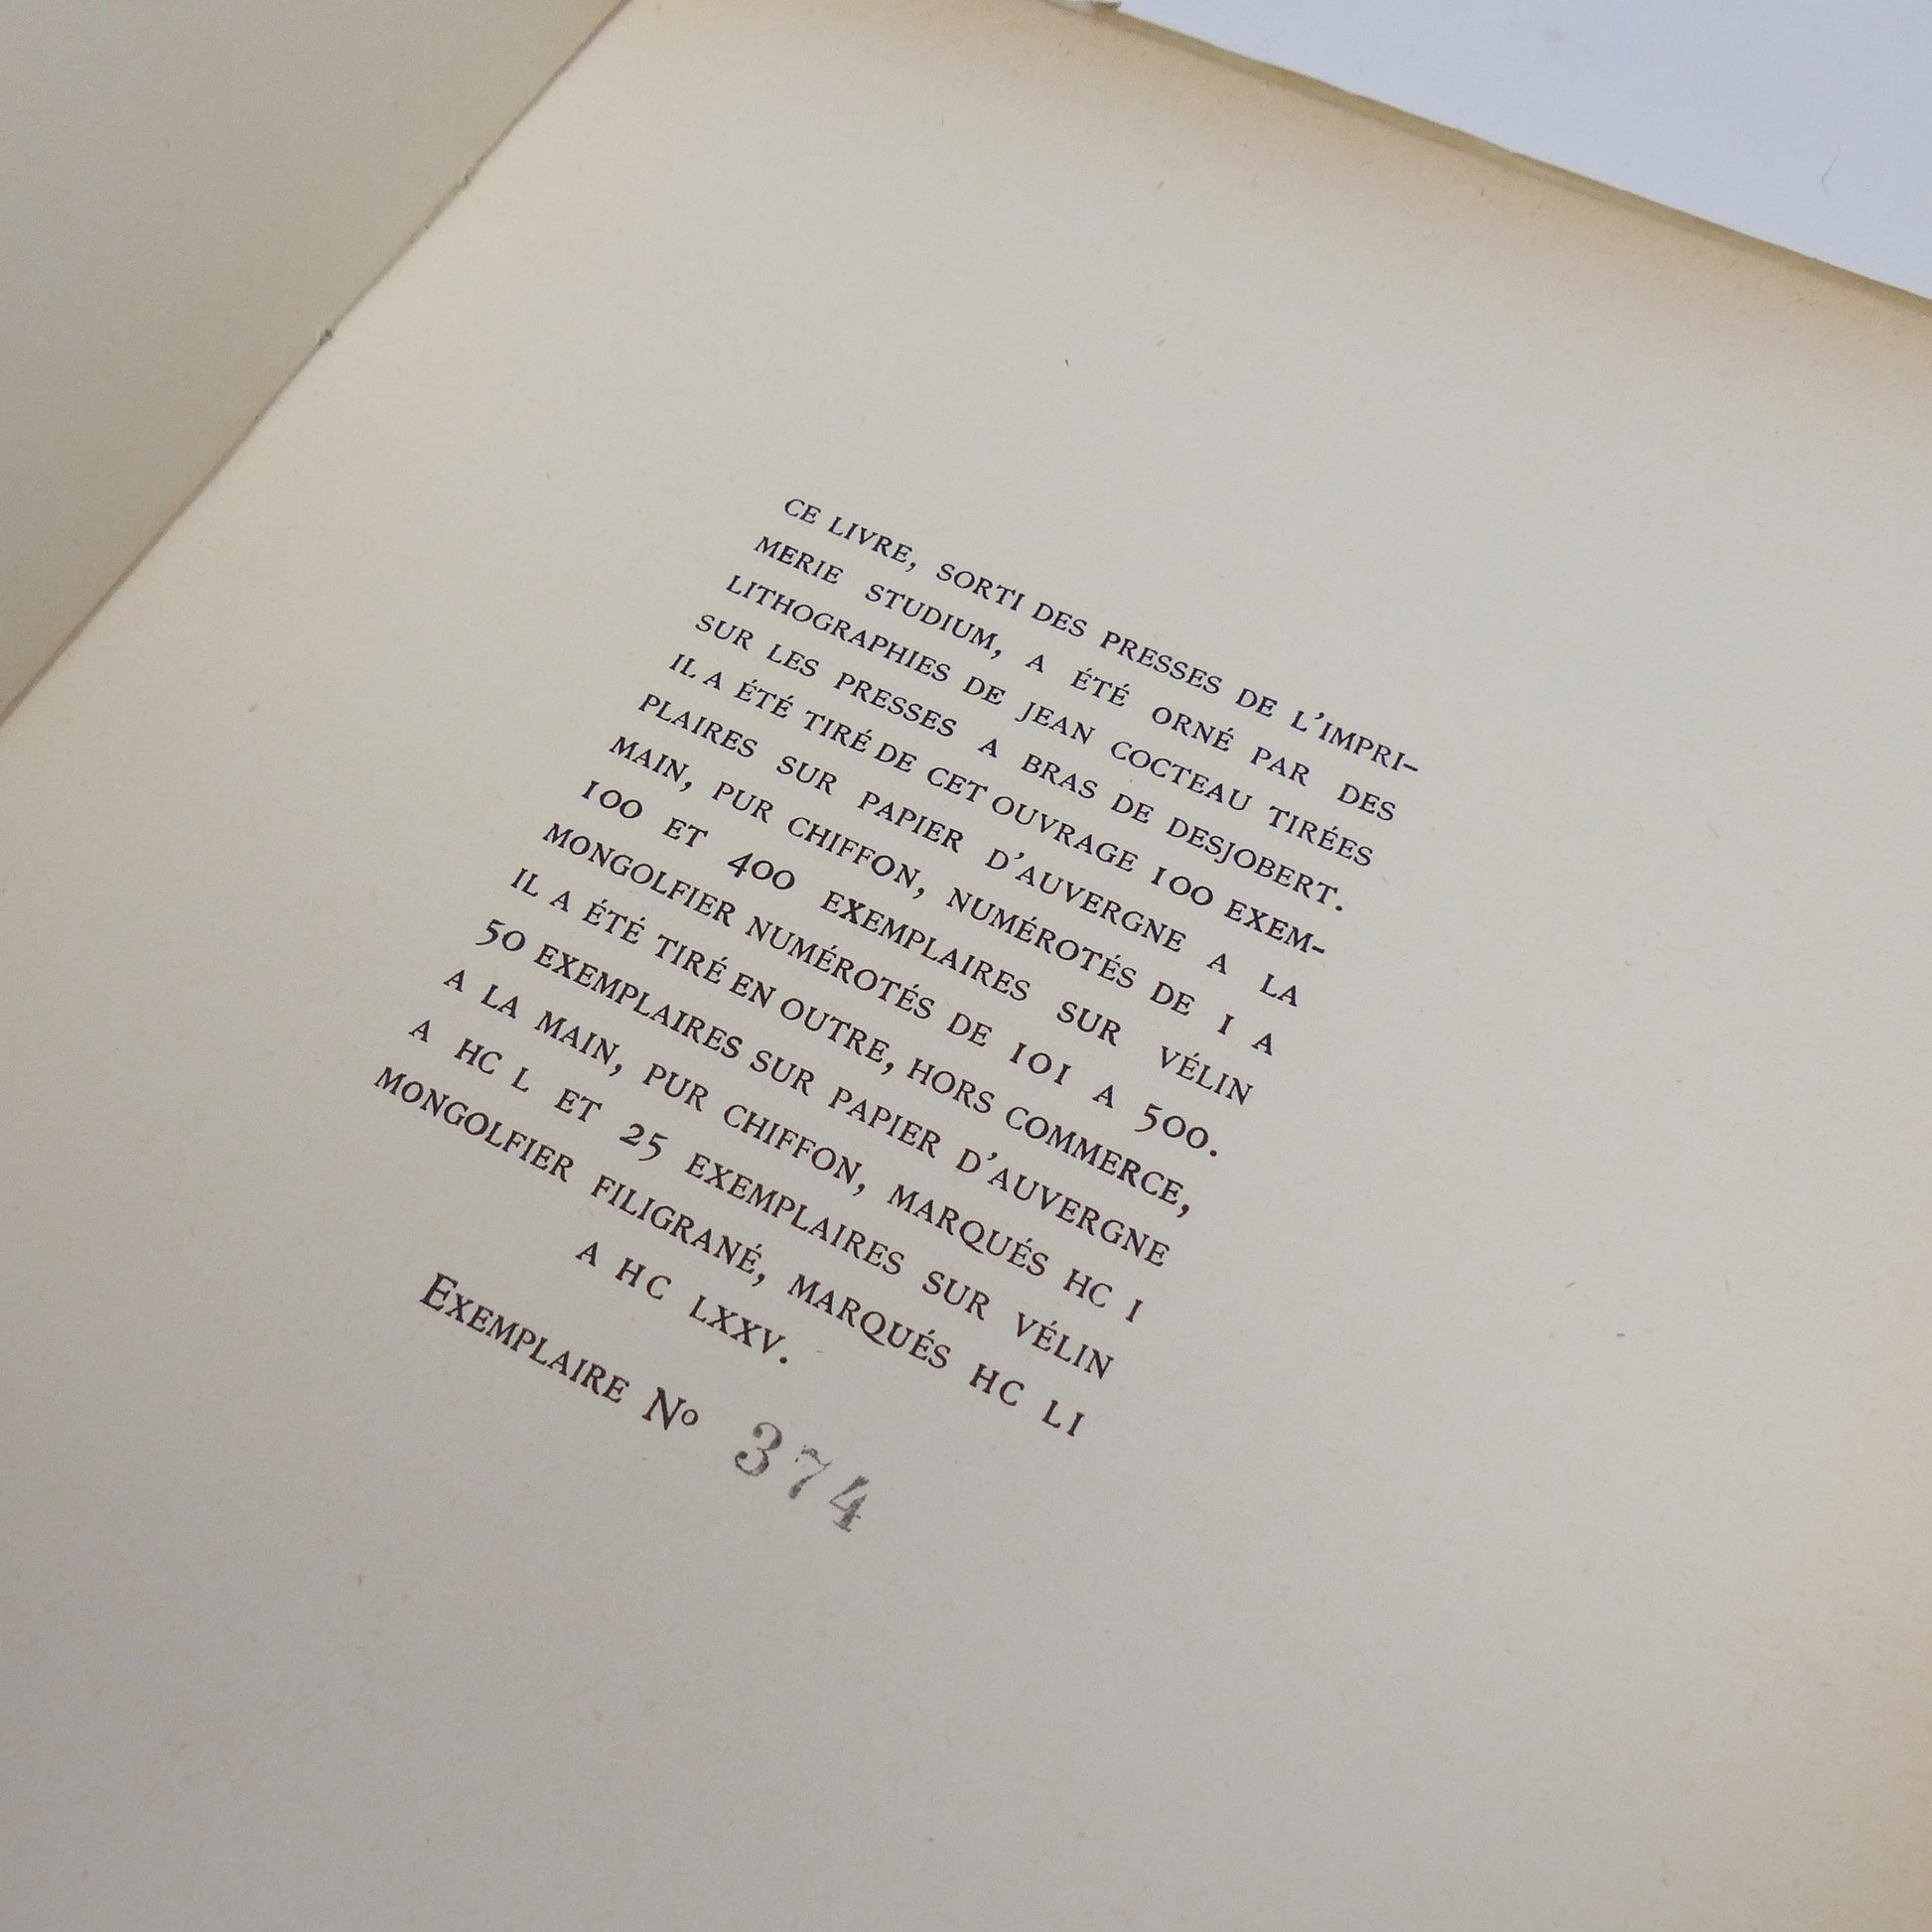 CE LIVRE, SORTI DES PRESSES DE L'IMPRI-
MERIE STUDIUM, A ÉTÉ ORNÉ PAR DES
LITHOGRAPHIES DE JEAN COCTEAU TIRÉES
SUR LES PRESSES A BRAS DE DESJOBERT.
IL A ÉTÉ TIRÉ DE CET OUVRAGE 100 EXEM-
PLAIRES SUR PAPIER D'AUVERGNE A LA
MAIN, PUR CHIFFON, NUMÉROTÉS DE 1 A
100 ET 400 EXEMPLAIRES SUR VÉLIN
MONGOLFIER NUMÉROTÉS DE 101 A 500.
IL A ÉTÉ TIRÉ EN OUTRE, HORS COMMERCE,
50 EXEMPLAIRES SUR PAPIER D'AUVERGNE
A LA MAIN, PUR CHIFFON, MARQUÉS HC I
A HC L ET 25 EXEMPLAIRES SUR VÉLIN
MONGOLFIER FILIGRANÉ, MARQUÉS HC LI
A HC LXXV.
EXEMPLAIRE Nº 374